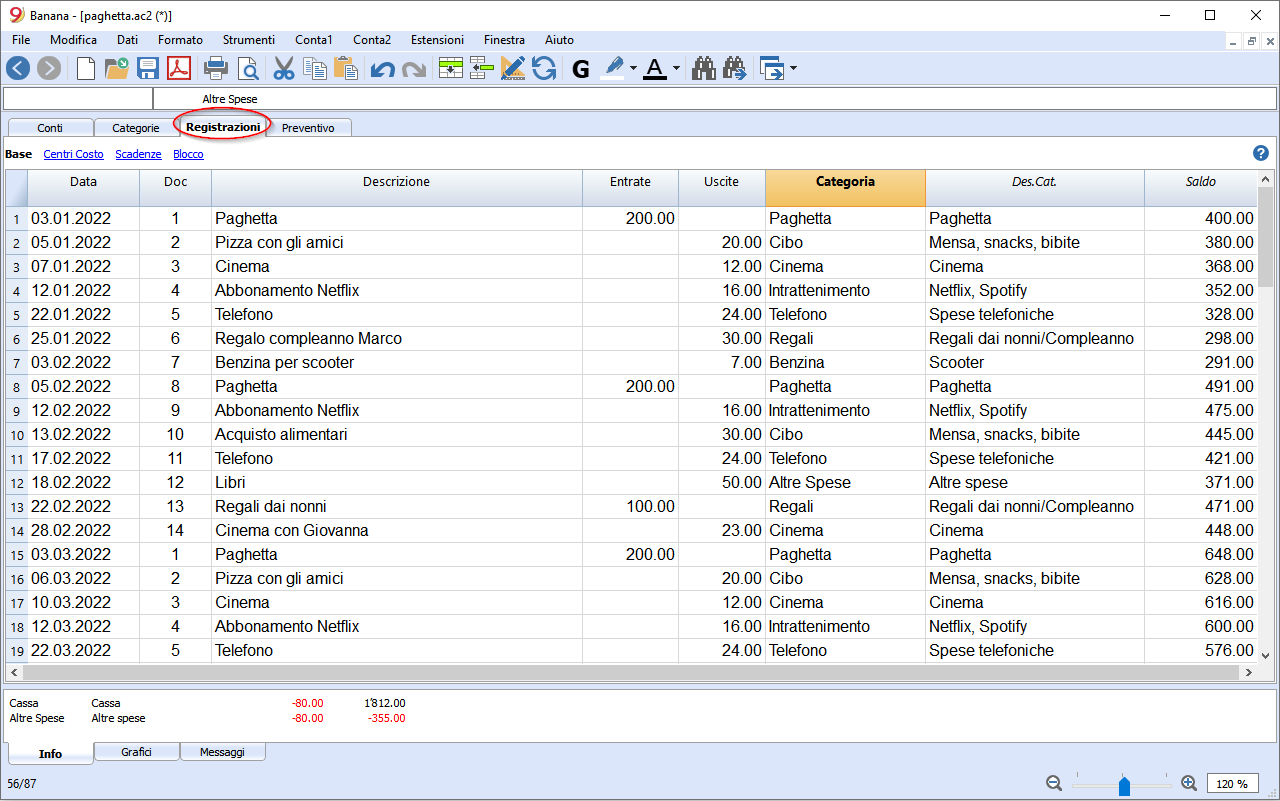 Banana - [paghetta.ac2 (*)]
File Modifica Dati Formato Strumenti Conta1 Conta2 Estensioni Finestra Aiuto
G A
Altre Spese
Conti Categorie Registrazioni Preventivo
Base Centri Costo Scadenze Blocco ?
Data Doc Descrizione Entrate Uscite Categoria Des.Cat. Saldo
1 03.01.2022 1 Paghetta 200.00 Paghetta Paghetta 400.00
2 05.01.2022 2 Pizza con gli amici 20.00 Cibo Mensa, snacks, bibite 380.00
3 07.01.2022 3 Cinema 12.00 Cinema Cinema 368.00
4 12.01.2022 4 Abbonamento Netflix 16.00 Intrattenimento Netflix, Spotify 352.00
5 22.01.2022 5 Telefono 24.00 Telefono Spese telefoniche 328.00
6 25.01.2022 6 Regalo compleanno Marco 30.00 Regali Regali dai nonni/Compleanno 298.00
7 03.02.2022 7 Benzina per scooter 7.00 Benzina Scooter 291.00
8 05.02.2022 8 Paghetta 200.00 Paghetta Paghetta 491.00
9 12.02.2022 9 Abbonamento Netflix 16.00 Intrattenimento Netflix, Spotify 475.00
10 13.02.2022 10 Acquisto alimentari 30.00 Cibo Mensa, snacks, bibite 445.00
11 17.02.2022 11 Telefono 24.00 Telefono Spese telefoniche 421.00
12 18.02.2022 12 Libri 50.00 Altre Spese Altre spese 371.00
13 22.02.2022 13 Regali dai nonni 100.00 Regali Regali dai nonni/Compleanno 471.00
14 28.02.2022 14 Cinema con Giovanna 23.00 Cinema Cinema 448.00
15 03.03.2022 1 Paghetta 200.00 Paghetta Paghetta 648.00
16 06.03.2022 2 Pizza con gli amici 20.00 Cibo Mensa, snacks, bibite 628.00
17 10.03.2022 3 Cinema 12.00 Cinema Cinema 616.00
18 12.03.2022 4 Abbonamento Netflix 16.00 Intrattenimento Netflix, Spotify 600.00
19 22.03.2022 5 Telefono 24.00 Telefono Spese telefoniche 576.00
Cassa Cassa -80.00 1'812.00
Altre Spese Altre spese -80.00 -355.00
Info Grafici Messaggi
56/87 120 %